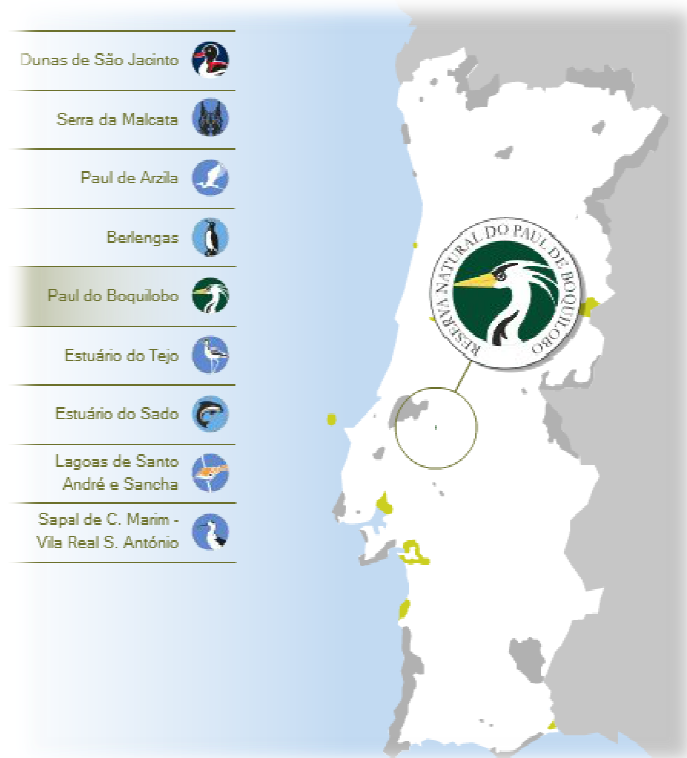 Dunas de São Jacinto
Serra da Malcata
Paul de Arzila
Berlengas
Paul do Boquilobo
Estuário do Tejo
Estuário do Sado
Lagoas de Santo
André e Sancha
Sapal de C. Marim -
Vila Real S. António
RESERVA NATURAL DO PAUL DE BOQUILOBO